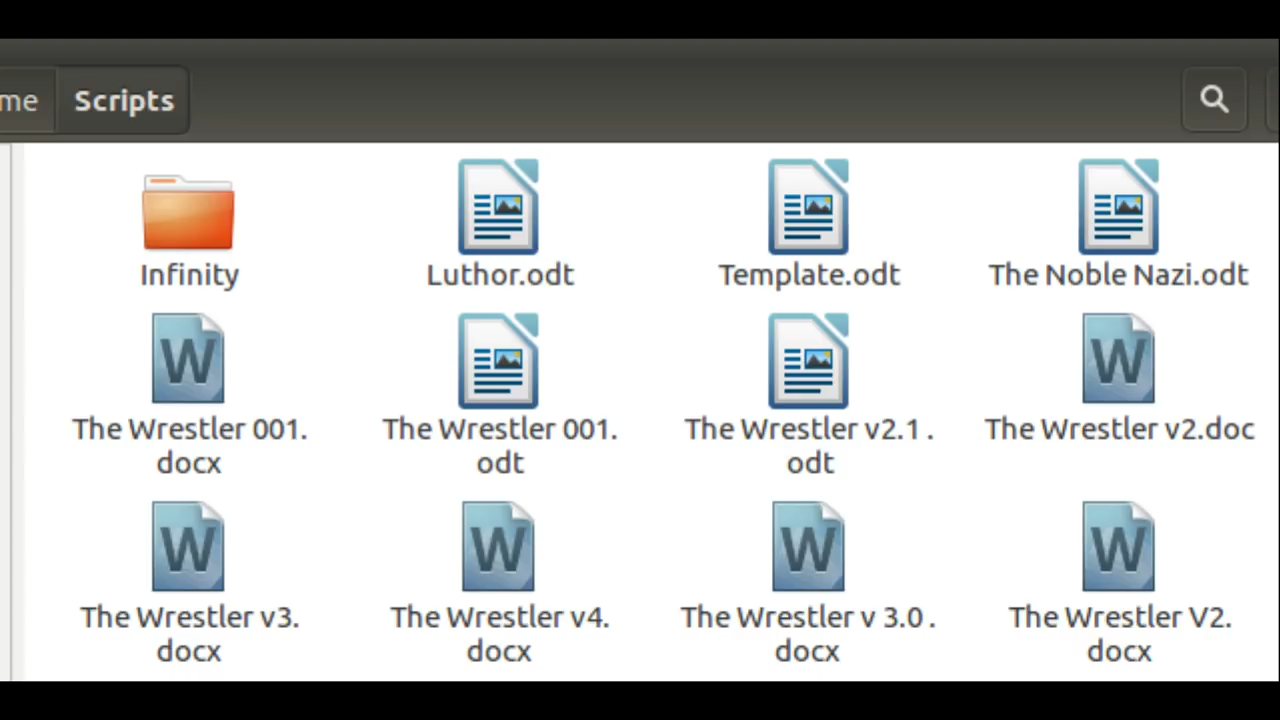 me Scripts
Infinity Luthor.odt Template.odt The Noble Nazi.odt
W W
The Wrestler 001. The Wrestler 001. The Wrestler v2.1 . The Wrestler v2.doc
docx odt odt
W W W W
The Wrestler v3. The Wrestler v4. The Wrestler v 3.0 . The Wrestler V2.
docx docx docx docx